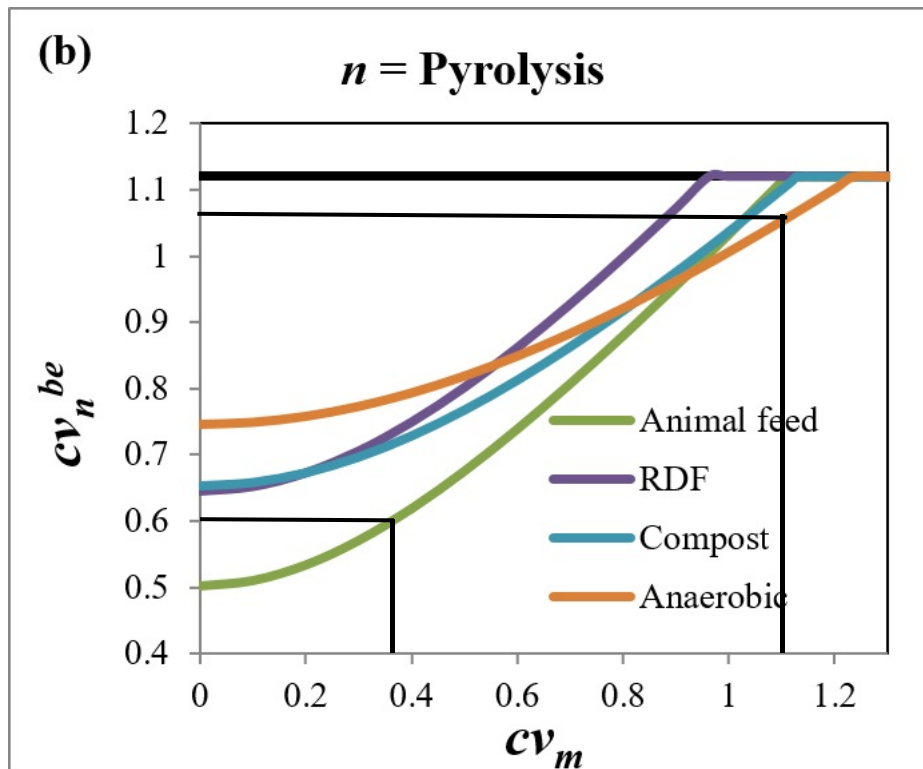 (b)
n = Pyrolysis
1.2
1.1
1
0.9
0.8
0.7
0.6
0.5
0.4
cv_n^be
Animal feed
RDF
Compost
Anaerobic
0 0.2 0.4 0.6 0.8 1 1.2
cv_m